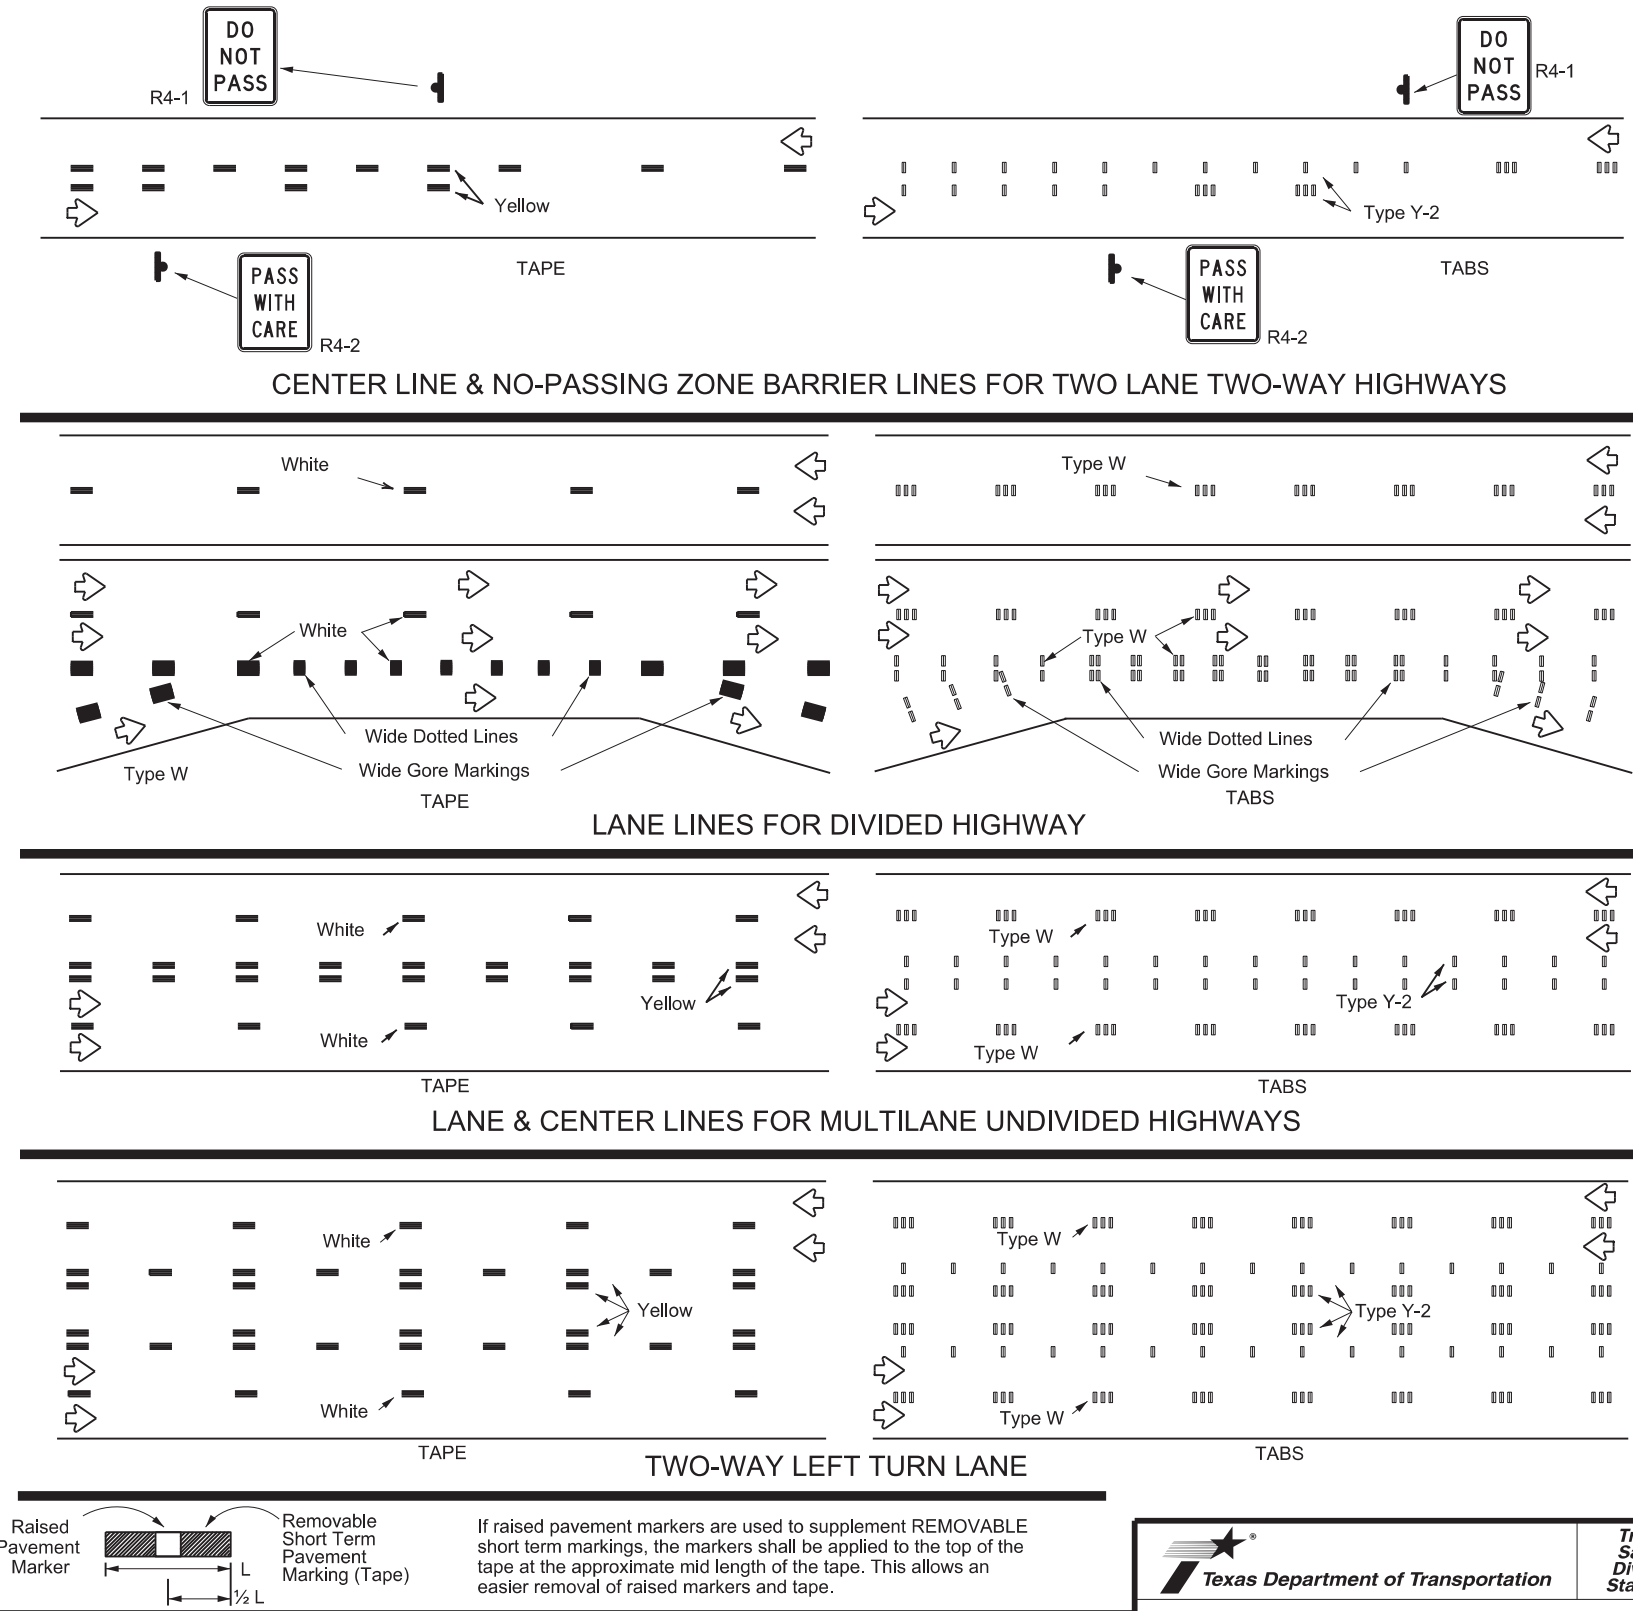 DO
NOT
PASS
R4-1
DO
NOT
PASS
R4-1
Yellow
Type Y-2
TAPE
TABS
PASS
WITH
CARE
R4-2
PASS
WITH
CARE
R4-2
CENTER LINE & NO-PASSING ZONE BARRIER LINES FOR TWO LANE TWO-WAY HIGHWAYS
White
Type W
White
Type W
Wide Dotted Lines
Wide Gore Markings
Type W
TAPE
Wide Dotted Lines
Wide Gore Markings
TABS
LANE LINES FOR DIVIDED HIGHWAY
White
Type W
Yellow
Type Y-2
White
Type W
TAPE
TABS
LANE & CENTER LINES FOR MULTILANE UNDIVIDED HIGHWAYS
White
Type W
Yellow
Type Y-2
White
Type W
TAPE
TABS
TWO-WAY LEFT TURN LANE
Raised
Pavement
Marker
L
½ L
Removable
Short Term
Pavement
Marking (Tape)
If raised pavement markers are used to supplement REMOVABLE
short term markings, the markers shall be applied to the top of the
tape at the approximate mid length of the tape. This allows an
easier removal of raised markers and tape.
®
Texas Department of Transportation